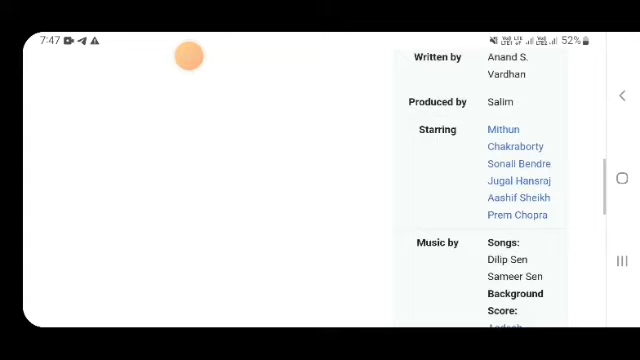 7:47
52%
Written by Anand S.
Vardhan
Produced by Salim
Starring Mithun
Chakraborty
Sonali Bendre
Jugal Hansraj
Aashif Sheikh
Prem Chopra
Music by Songs:
Dilip Sen
Sameer Sen
Background
Score: